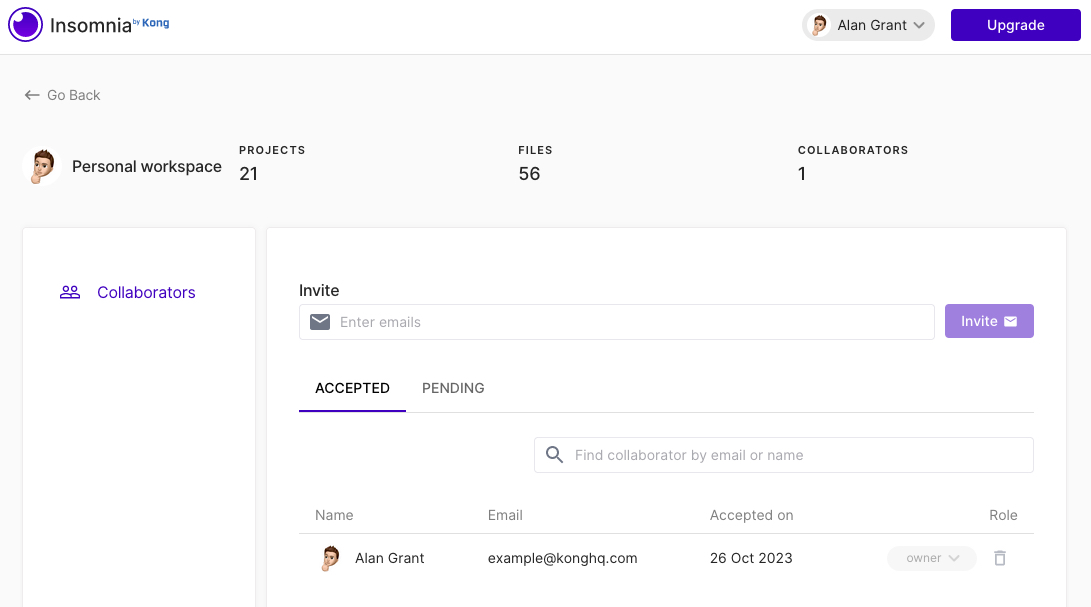 Insomnia by Kong
Alan Grant
Upgrade
Go Back
Personal workspace
PROJECTS
21
FILES
56
COLLABORATORS
1
Collaborators
Invite
Enter emails
Invite
ACCEPTED
PENDING
Find collaborator by email or name
Name Email Accepted on Role
Alan Grant example@konghq.com 26 Oct 2023 owner